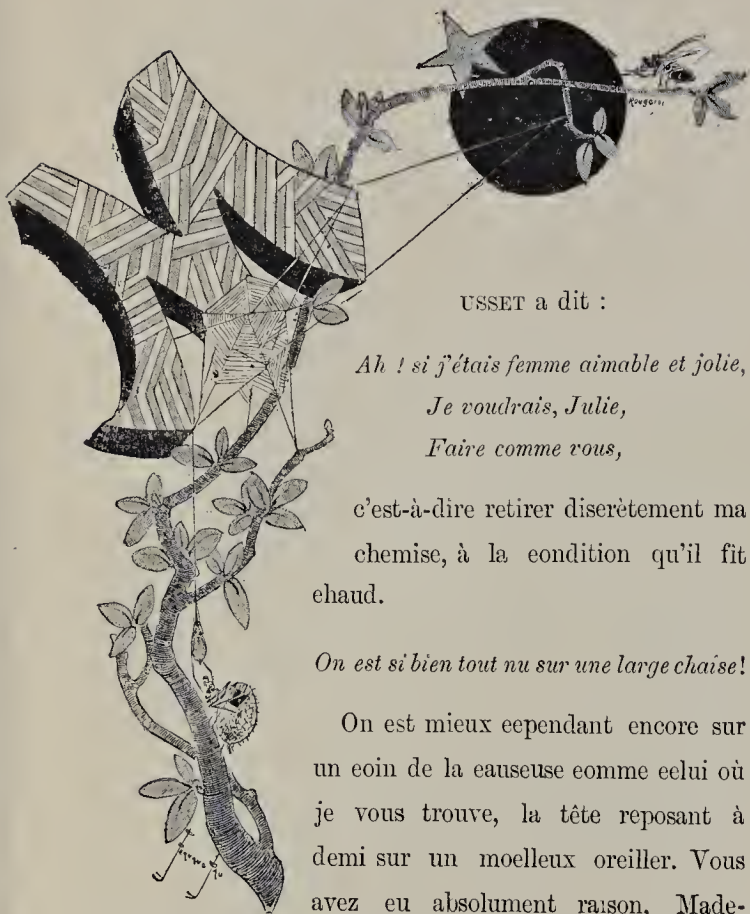 MUSSET a dit :
Ah ! si j'étais femme aimable et jolie,
Je voudrais, Julie,
Faire comme vous,
c'est-à-dire retirer diserètement ma
chemise, à la eondition qu'il fit
ehaud.
On est si bien tout nu sur une large chaise!
On est mieux eependant encore sur
un eoin de la eauseuse eomme eelui où
je vous trouve, la tête reposant à
demi sur un moelleux oreiller. Vous
avez eu absolument raison, Made-